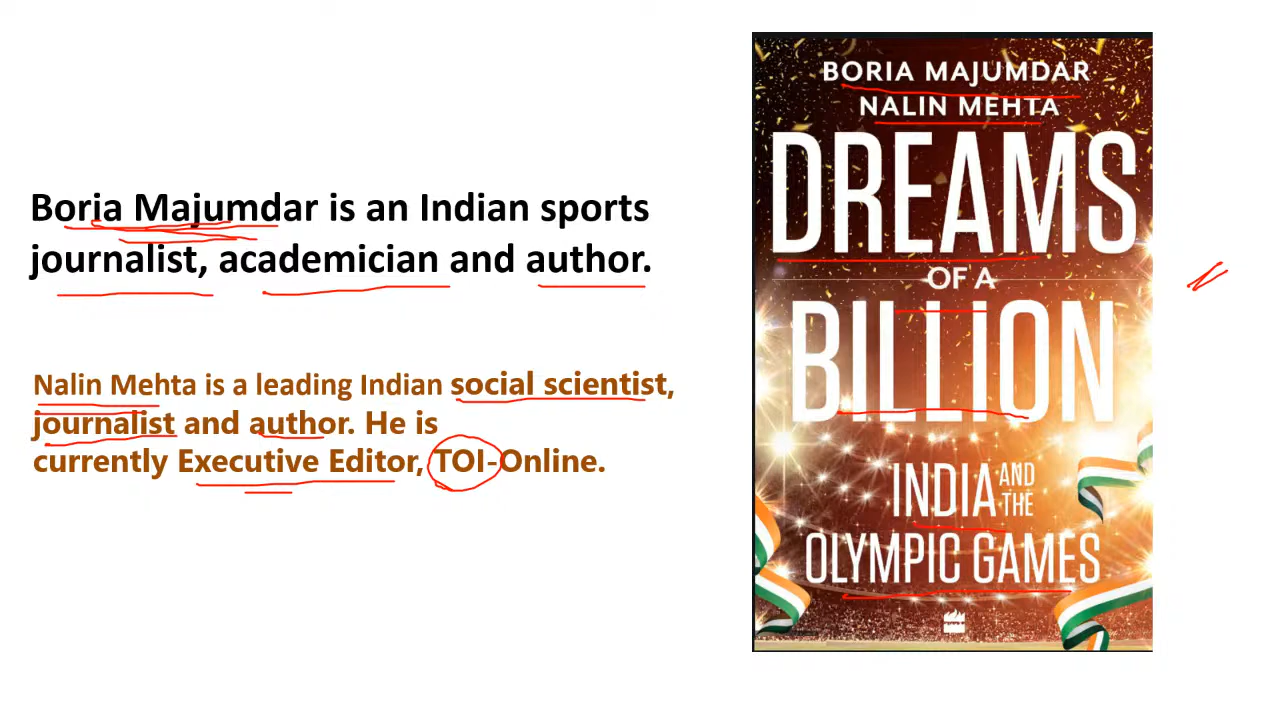 Boria Majumdar is an Indian sports
journalist, academician and author.
Nalin Mehta is a leading Indian social scientist,
journalist and author. He is
currently Executive Editor, TOI-Online.
BORIA MAJUMDAR
NALIN MEHTA
DREAMS
OF A
BILLION
INDIA AND THE
OLYMPIC GAMES